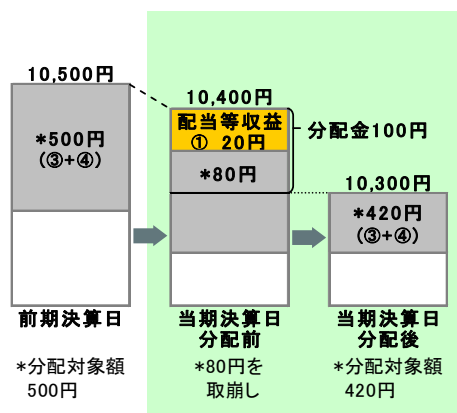 10,500円
*500円
(③+④)
前期決算日
*分配対象額
500円
10,400円
配当等収益
① 20円
*80円
分配金100円
当期決算日
分配前
*80円を
取崩し
10,300円
*420円
(③+④)
当期決算日
分配後
*分配対象額
420円